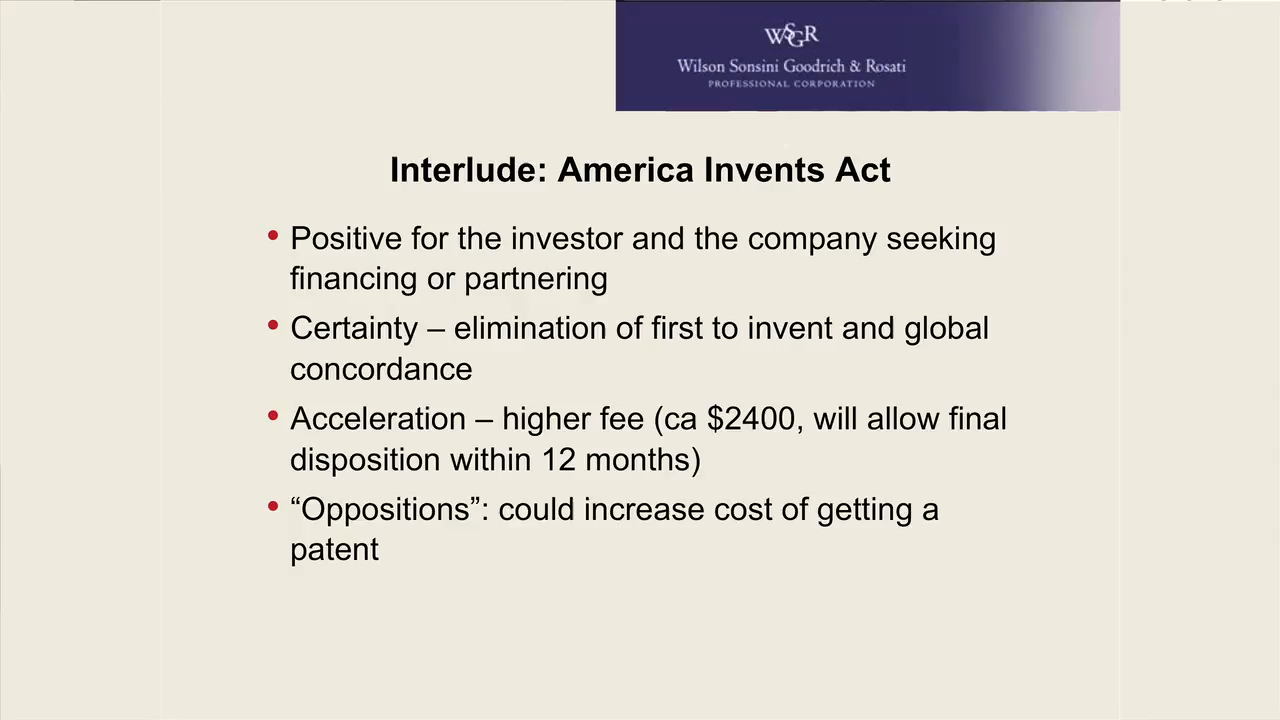 WSGR
Wilson Sonsini Goodrich & Rosati
PROFESSIONAL CORPORATION
Interlude: America Invents Act
• Positive for the investor and the company seeking
financing or partnering
• Certainty – elimination of first to invent and global
concordance
• Acceleration – higher fee (ca $2400, will allow final
disposition within 12 months)
• “Oppositions”: could increase cost of getting a
patent